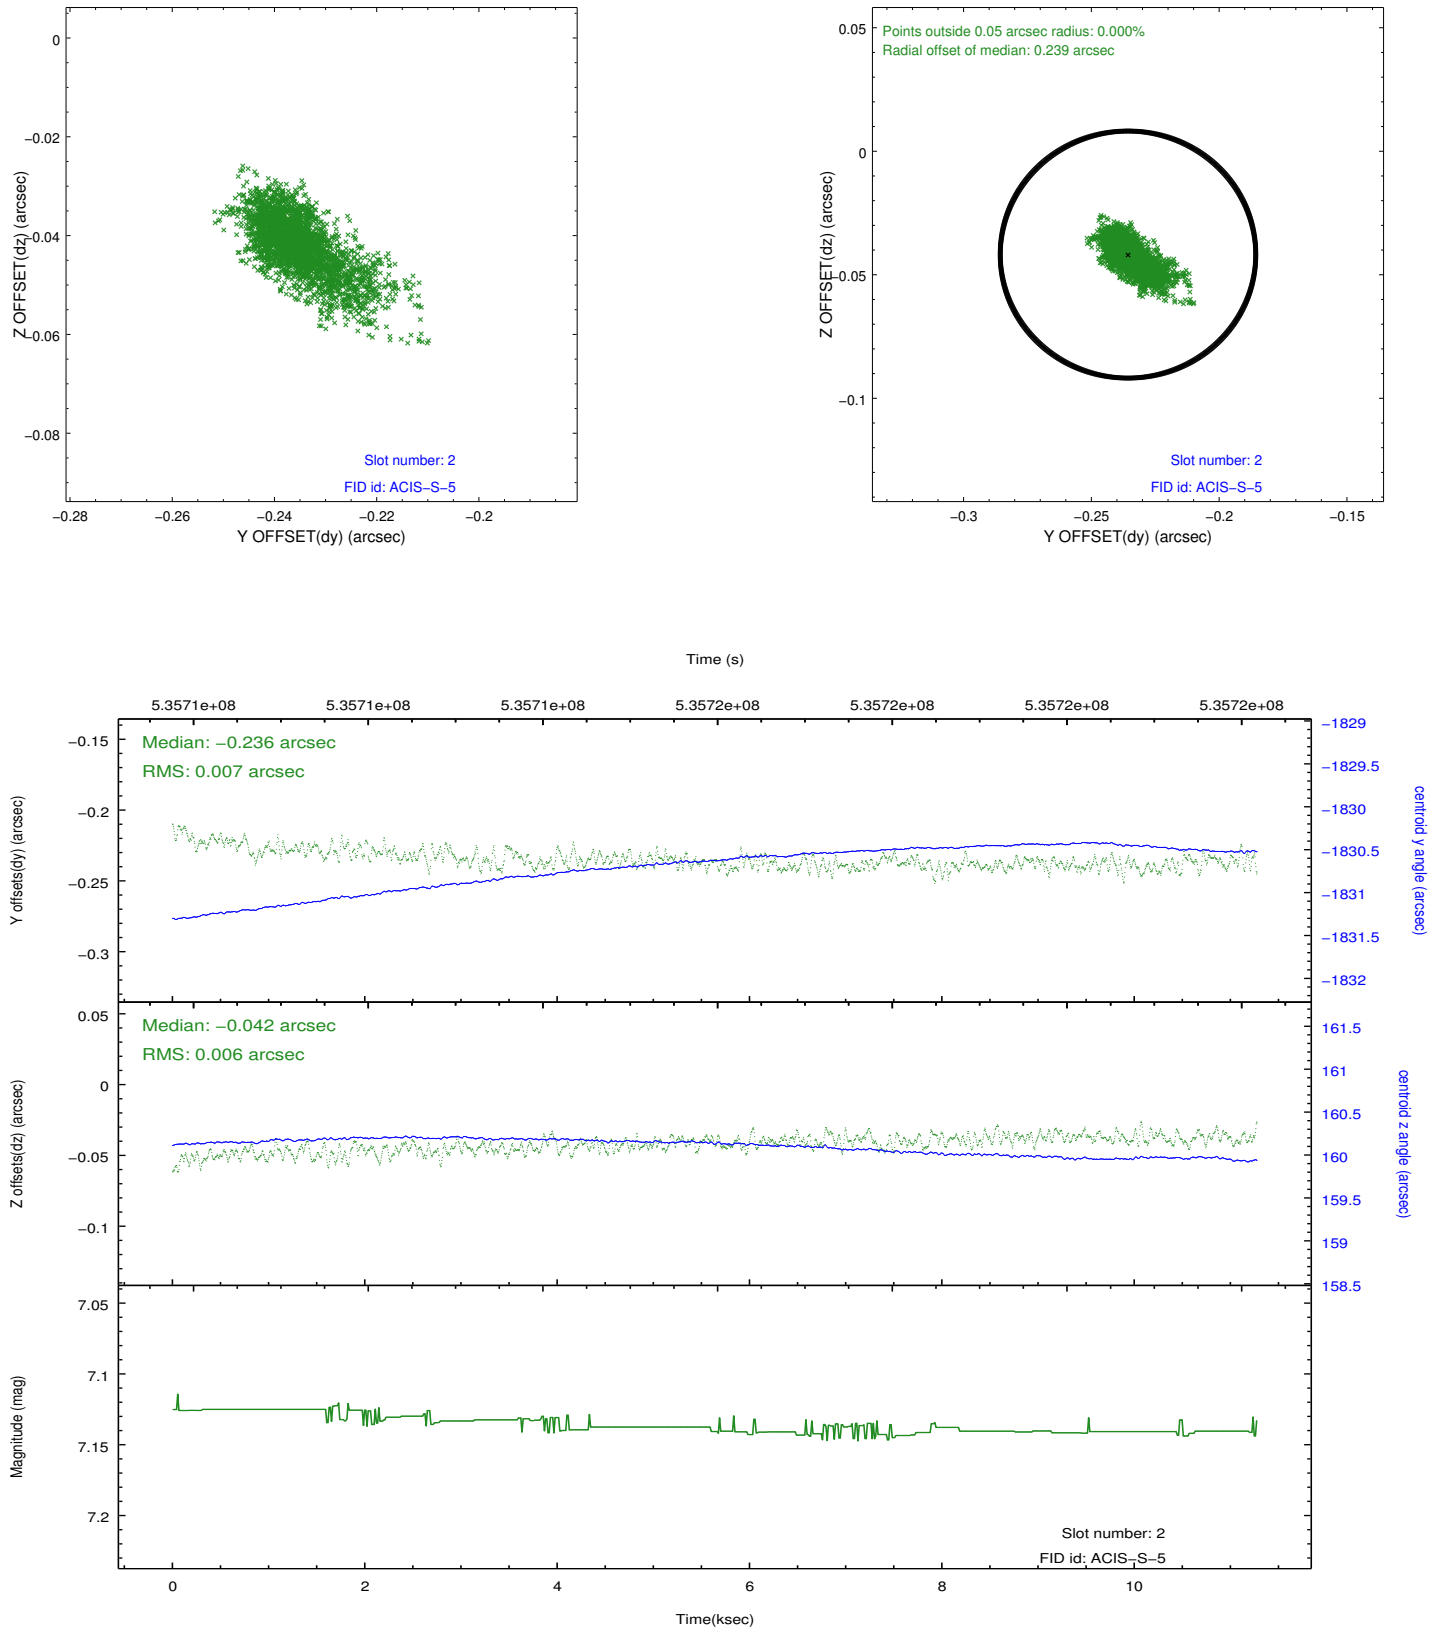 0
−0.02
−0.04
−0.06
−0.08
Z OFFSET(dz) (arcsec)
Slot number: 2
FID id: ACIS−S−5
−0.28 −0.26 −0.24 −0.22 −0.2
Y OFFSET(dy) (arcsec)
Points outside 0.05 arcsec radius: 0.000%
Radial offset of median: 0.239 arcsec
0.05
0
−0.05
−0.1
Z OFFSET(dz) (arcsec)
Slot number: 2
FID id: ACIS−S−5
−0.3 −0.25 −0.2 −0.15
Y OFFSET(dy) (arcsec)
Time (s)
5.3571e+08 5.3571e+08 5.3571e+08 5.3572e+08 5.3572e+08 5.3572e+08 5.3572e+08
Median: −0.236 arcsec
RMS: 0.007 arcsec
−0.15
−0.2
−0.25
−0.3
Y offsets(dy) (arcsec)
−1829
−1829.5
−1830
−1830.5
−1831
−1831.5
−1832
centroid y angle (arcsec)
Median: −0.042 arcsec
RMS: 0.006 arcsec
0.05
0
−0.05
−0.1
Z offsets(dz) (arcsec)
161.5
161
160.5
160
159.5
159
158.5
centroid z angle (arcsec)
7.05
7.1
7.15
7.2
Magnitude (mag)
Slot number: 2
FID id: ACIS−S−5
0 2 4 6 8 10
Time(ksec)